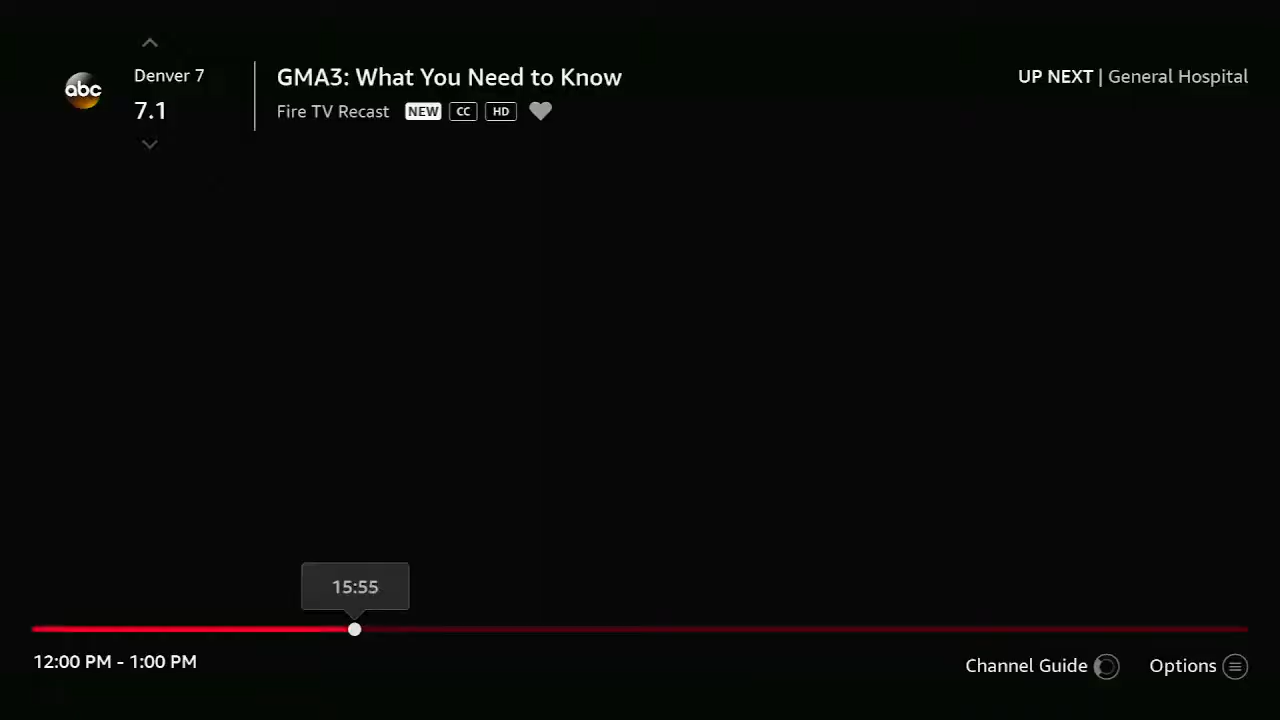 abc
Denver 7
7.1
GMA3: What You Need to Know
Fire TV Recast NEW CC HD
UP NEXT | General Hospital
15:55
12:00 PM - 1:00 PM
Channel Guide
Options